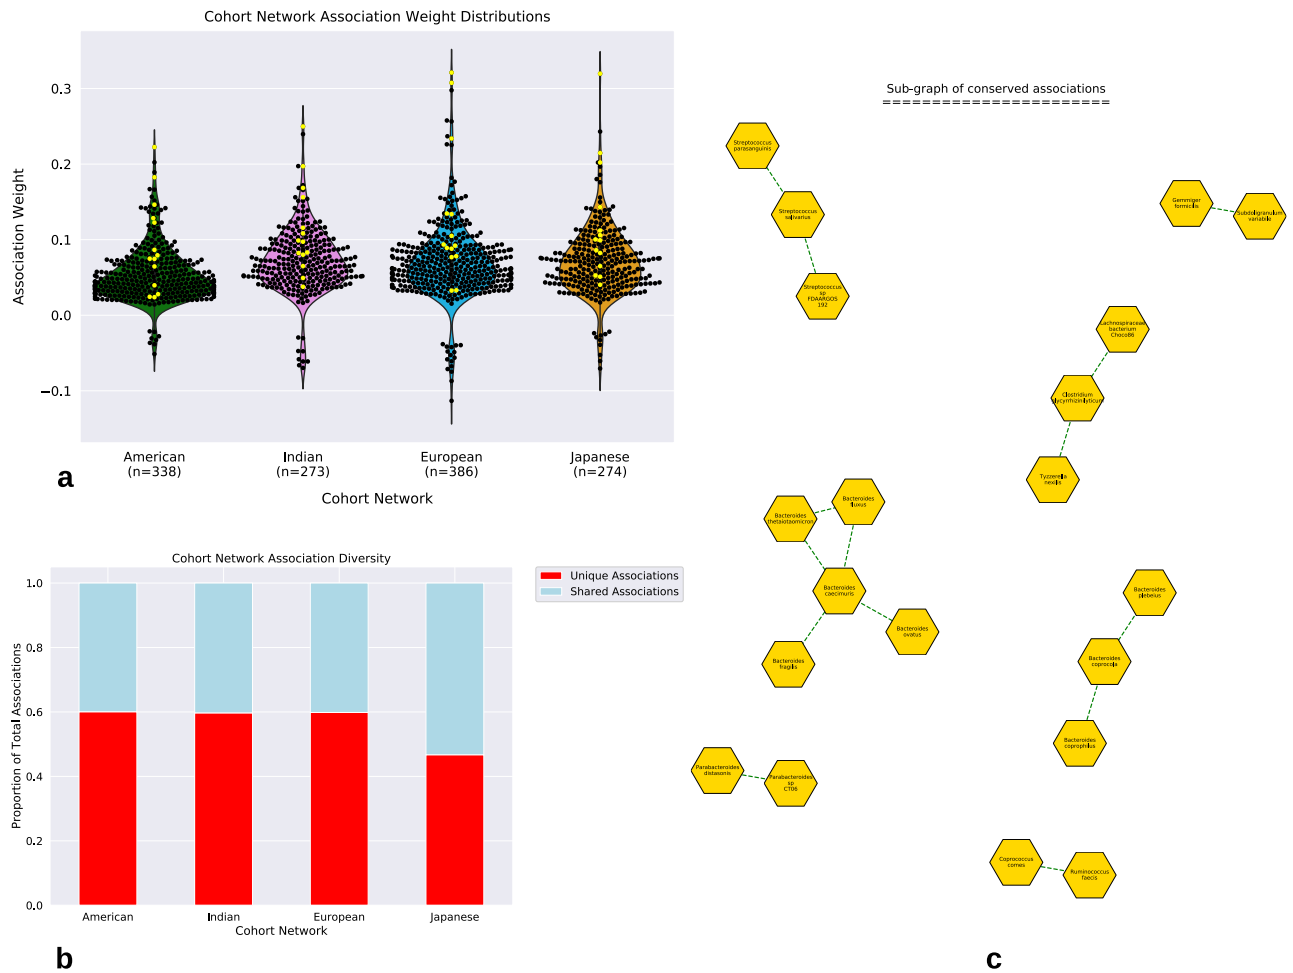 Cohort Network Association Weight Distributions
Association Weight
0.3
0.2
0.1
0.0
−0.1
American
(n=338)
Indian
(n=273)
European
(n=386)
Japanese
(n=274)
Cohort Network
a
Cohort Network Association Diversity
Unique Associations
Shared Associations
Proportion of Total Associations
1.0
0.8
0.6
0.4
0.2
0.0
American
Indian
European
Japanese
Cohort Network
b
Sub-graph of conserved associations
=======================
Streptococcus
parasanguinis
Streptococcus
salivarius
Streptococcus
sp
FDAARGOS
192
Gemmiger
formicilis
Subdoligranulum
variabile
Lachnospiraceae
bacterium
Choco86
Clostridium
glycyrrhizinilyticum
Tyzzerella
nexilis
Bacteroides
thetaiotaomicron
Bacteroides
fluxus
Bacteroides
caecimuris
Bacteroides
ovatus
Bacteroides
fragilis
Bacteroides
plebeius
Bacteroides
coprocola
Bacteroides
coprophilus
Parabacteroides
distasonis
Parabacteroides
sp
CT06
Coprococcus
comes
Ruminococcus
faecis
c